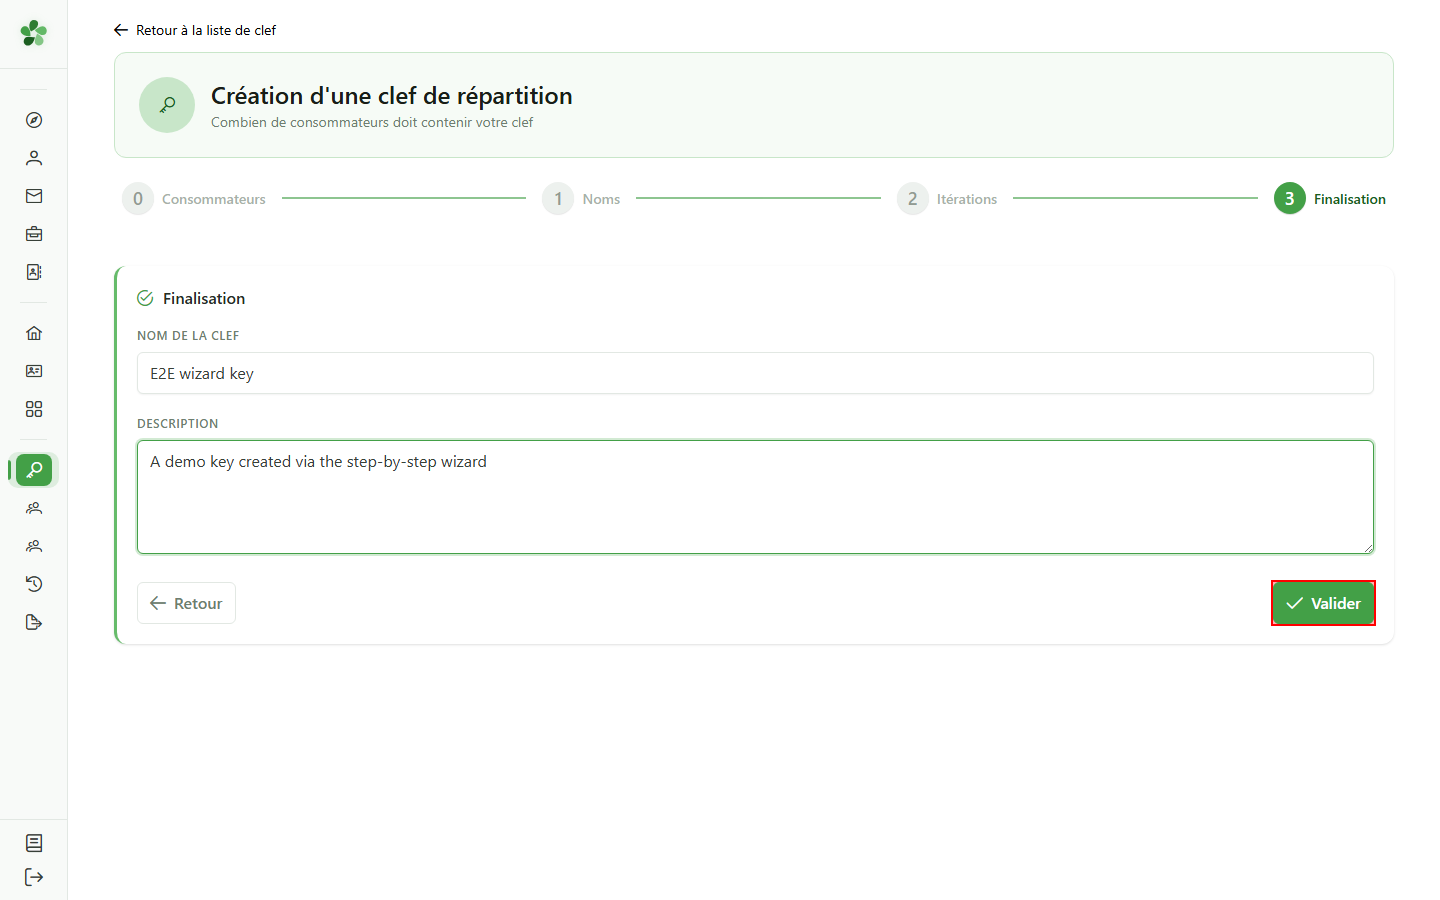 Retour à la liste de clef
Création d'une clef de répartition
Combien de consommateurs doit contenir votre clef
0 Consommateurs 1 Noms 2 Itérations 3 Finalisation
Finalisation
NOM DE LA CLEF
E2E wizard key
DESCRIPTION
A demo key created via the step-by-step wizard
Retour Valider